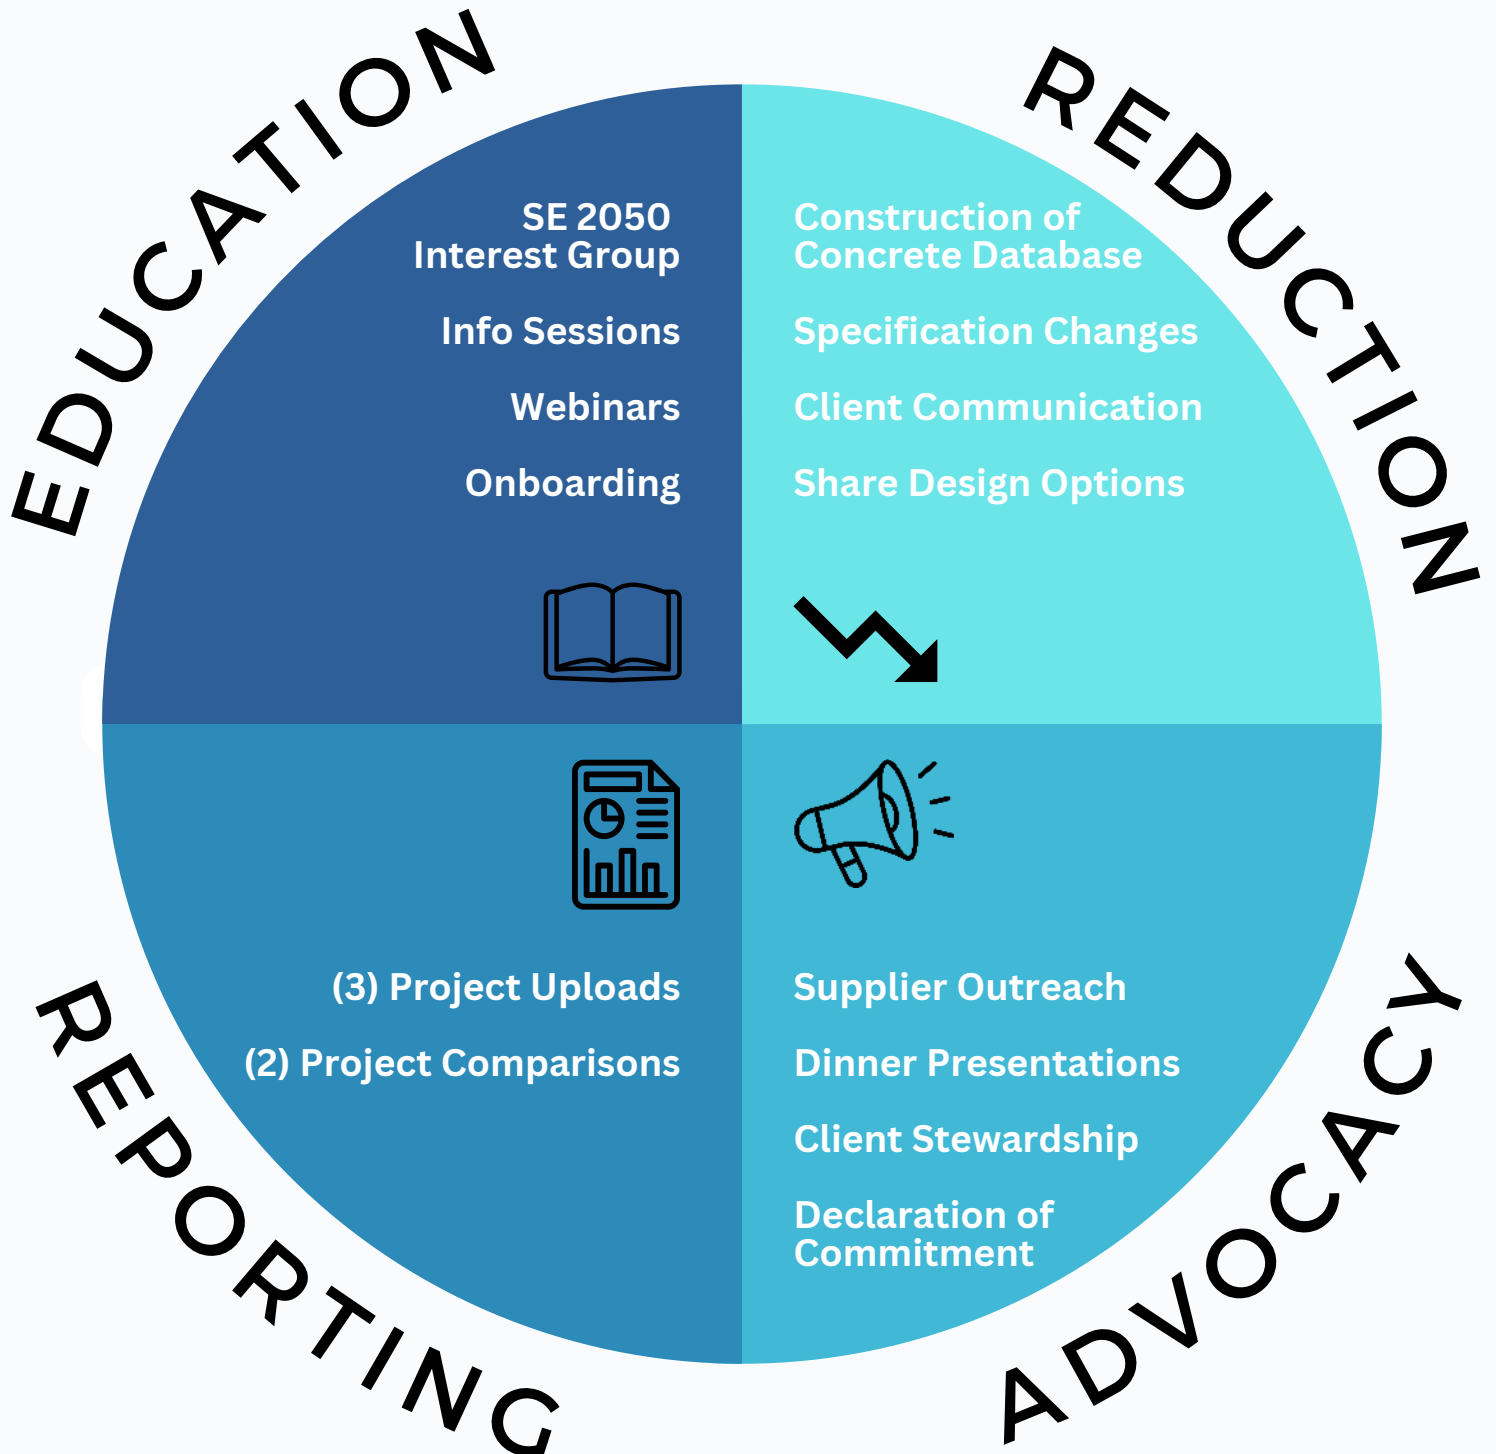 EDUCATION
SE 2050
Interest Group
Info Sessions
Webinars
Onboarding
REDUCTION
Construction of
Concrete Database
Specification Changes
Client Communication
Share Design Options
REPORTING
(3) Project Uploads
(2) Project Comparisons
ADVOCACY
Supplier Outreach
Dinner Presentations
Client Stewardship
Declaration of
Commitment